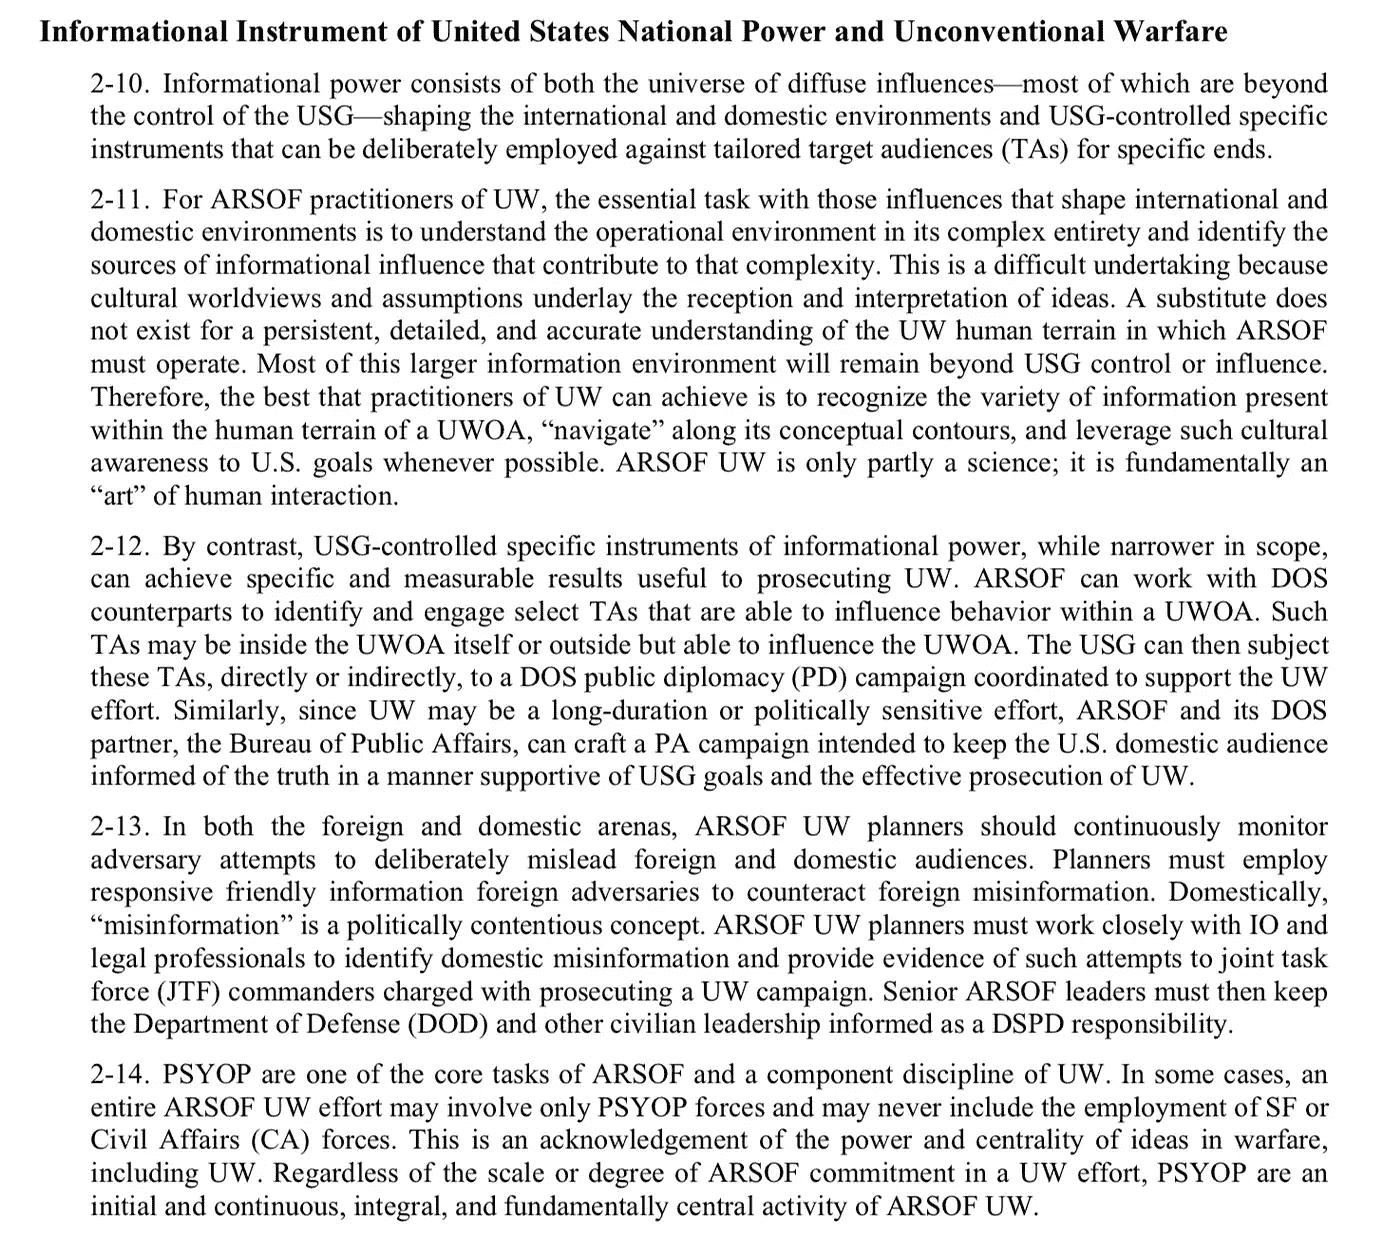 Informational Instrument of United States National Power and Unconventional Warfare
2-10. Informational power consists of both the universe of diffuse influences—most of which are beyond
the control of the USG—shaping the international and domestic environments and USG-controlled specific
instruments that can be deliberately employed against tailored target audiences (TAs) for specific ends.
2-11. For ARSOF practitioners of UW, the essential task with those influences that shape international and
domestic environments is to understand the operational environment in its complex entirety and identify the
sources of informational influence that contribute to that complexity. This is a difficult undertaking because
cultural worldviews and assumptions underlay the reception and interpretation of ideas. A substitute does
not exist for a persistent, detailed, and accurate understanding of the UW human terrain in which ARSOF
must operate. Most of this larger information environment will remain beyond USG control or influence.
Therefore, the best that practitioners of UW can achieve is to recognize the variety of information present
within the human terrain of a UWOA, “navigate” along its conceptual contours, and leverage such cultural
awareness to U.S. goals whenever possible. ARSOF UW is only partly a science; it is fundamentally an
“art” of human interaction.
2-12. By contrast, USG-controlled specific instruments of informational power, while narrower in scope,
can achieve specific and measurable results useful to prosecuting UW. ARSOF can work with DOS
counterparts to identify and engage select TAs that are able to influence behavior within a UWOA. Such
TAs may be inside the UWOA itself or outside but able to influence the UWOA. The USG can then subject
these TAs, directly or indirectly, to a DOS public diplomacy (PD) campaign coordinated to support the UW
effort. Similarly, since UW may be a long-duration or politically sensitive effort, ARSOF and its DOS
partner, the Bureau of Public Affairs, can craft a PA campaign intended to keep the U.S. domestic audience
informed of the truth in a manner supportive of USG goals and the effective prosecution of UW.
2-13. In both the foreign and domestic arenas, ARSOF UW planners should continuously monitor
adversary attempts to deliberately mislead foreign and domestic audiences. Planners must employ
responsive friendly information foreign adversaries to counteract foreign misinformation. Domestically,
“misinformation” is a politically contentious concept. ARSOF UW planners must work closely with IO and
legal professionals to identify domestic misinformation and provide evidence of such attempts to joint task
force (JTF) commanders charged with prosecuting a UW campaign. Senior ARSOF leaders must then keep
the Department of Defense (DOD) and other civilian leadership informed as a DSPD responsibility.
2-14. PSYOP are one of the core tasks of ARSOF and a component discipline of UW. In some cases, an
entire ARSOF UW effort may involve only PSYOP forces and may never include the employment of SF or
Civil Affairs (CA) forces. This is an acknowledgement of the power and centrality of ideas in warfare,
including UW. Regardless of the scale or degree of ARSOF commitment in a UW effort, PSYOP are an
initial and continuous, integral, and fundamentally central activity of ARSOF UW.